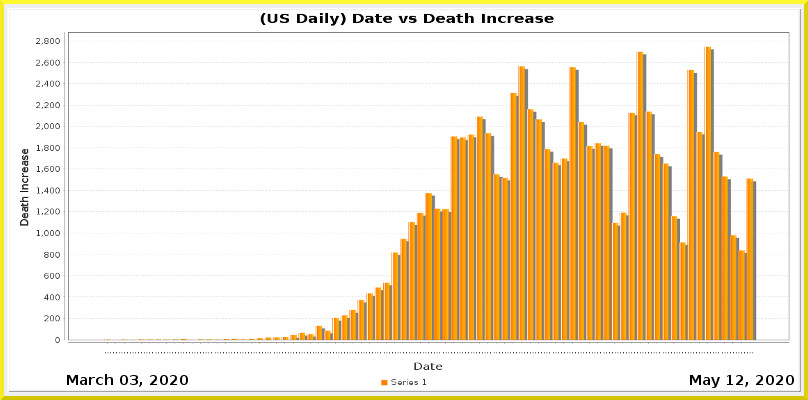 (US Daily) Date vs Death Increase
2,800
2,600
2,400
2,200
2,000
1,800
1,600
1,400
1,200
1,000
800
600
400
200
0
Death Increase
Date
March 03, 2020
Series 1
May 12, 2020